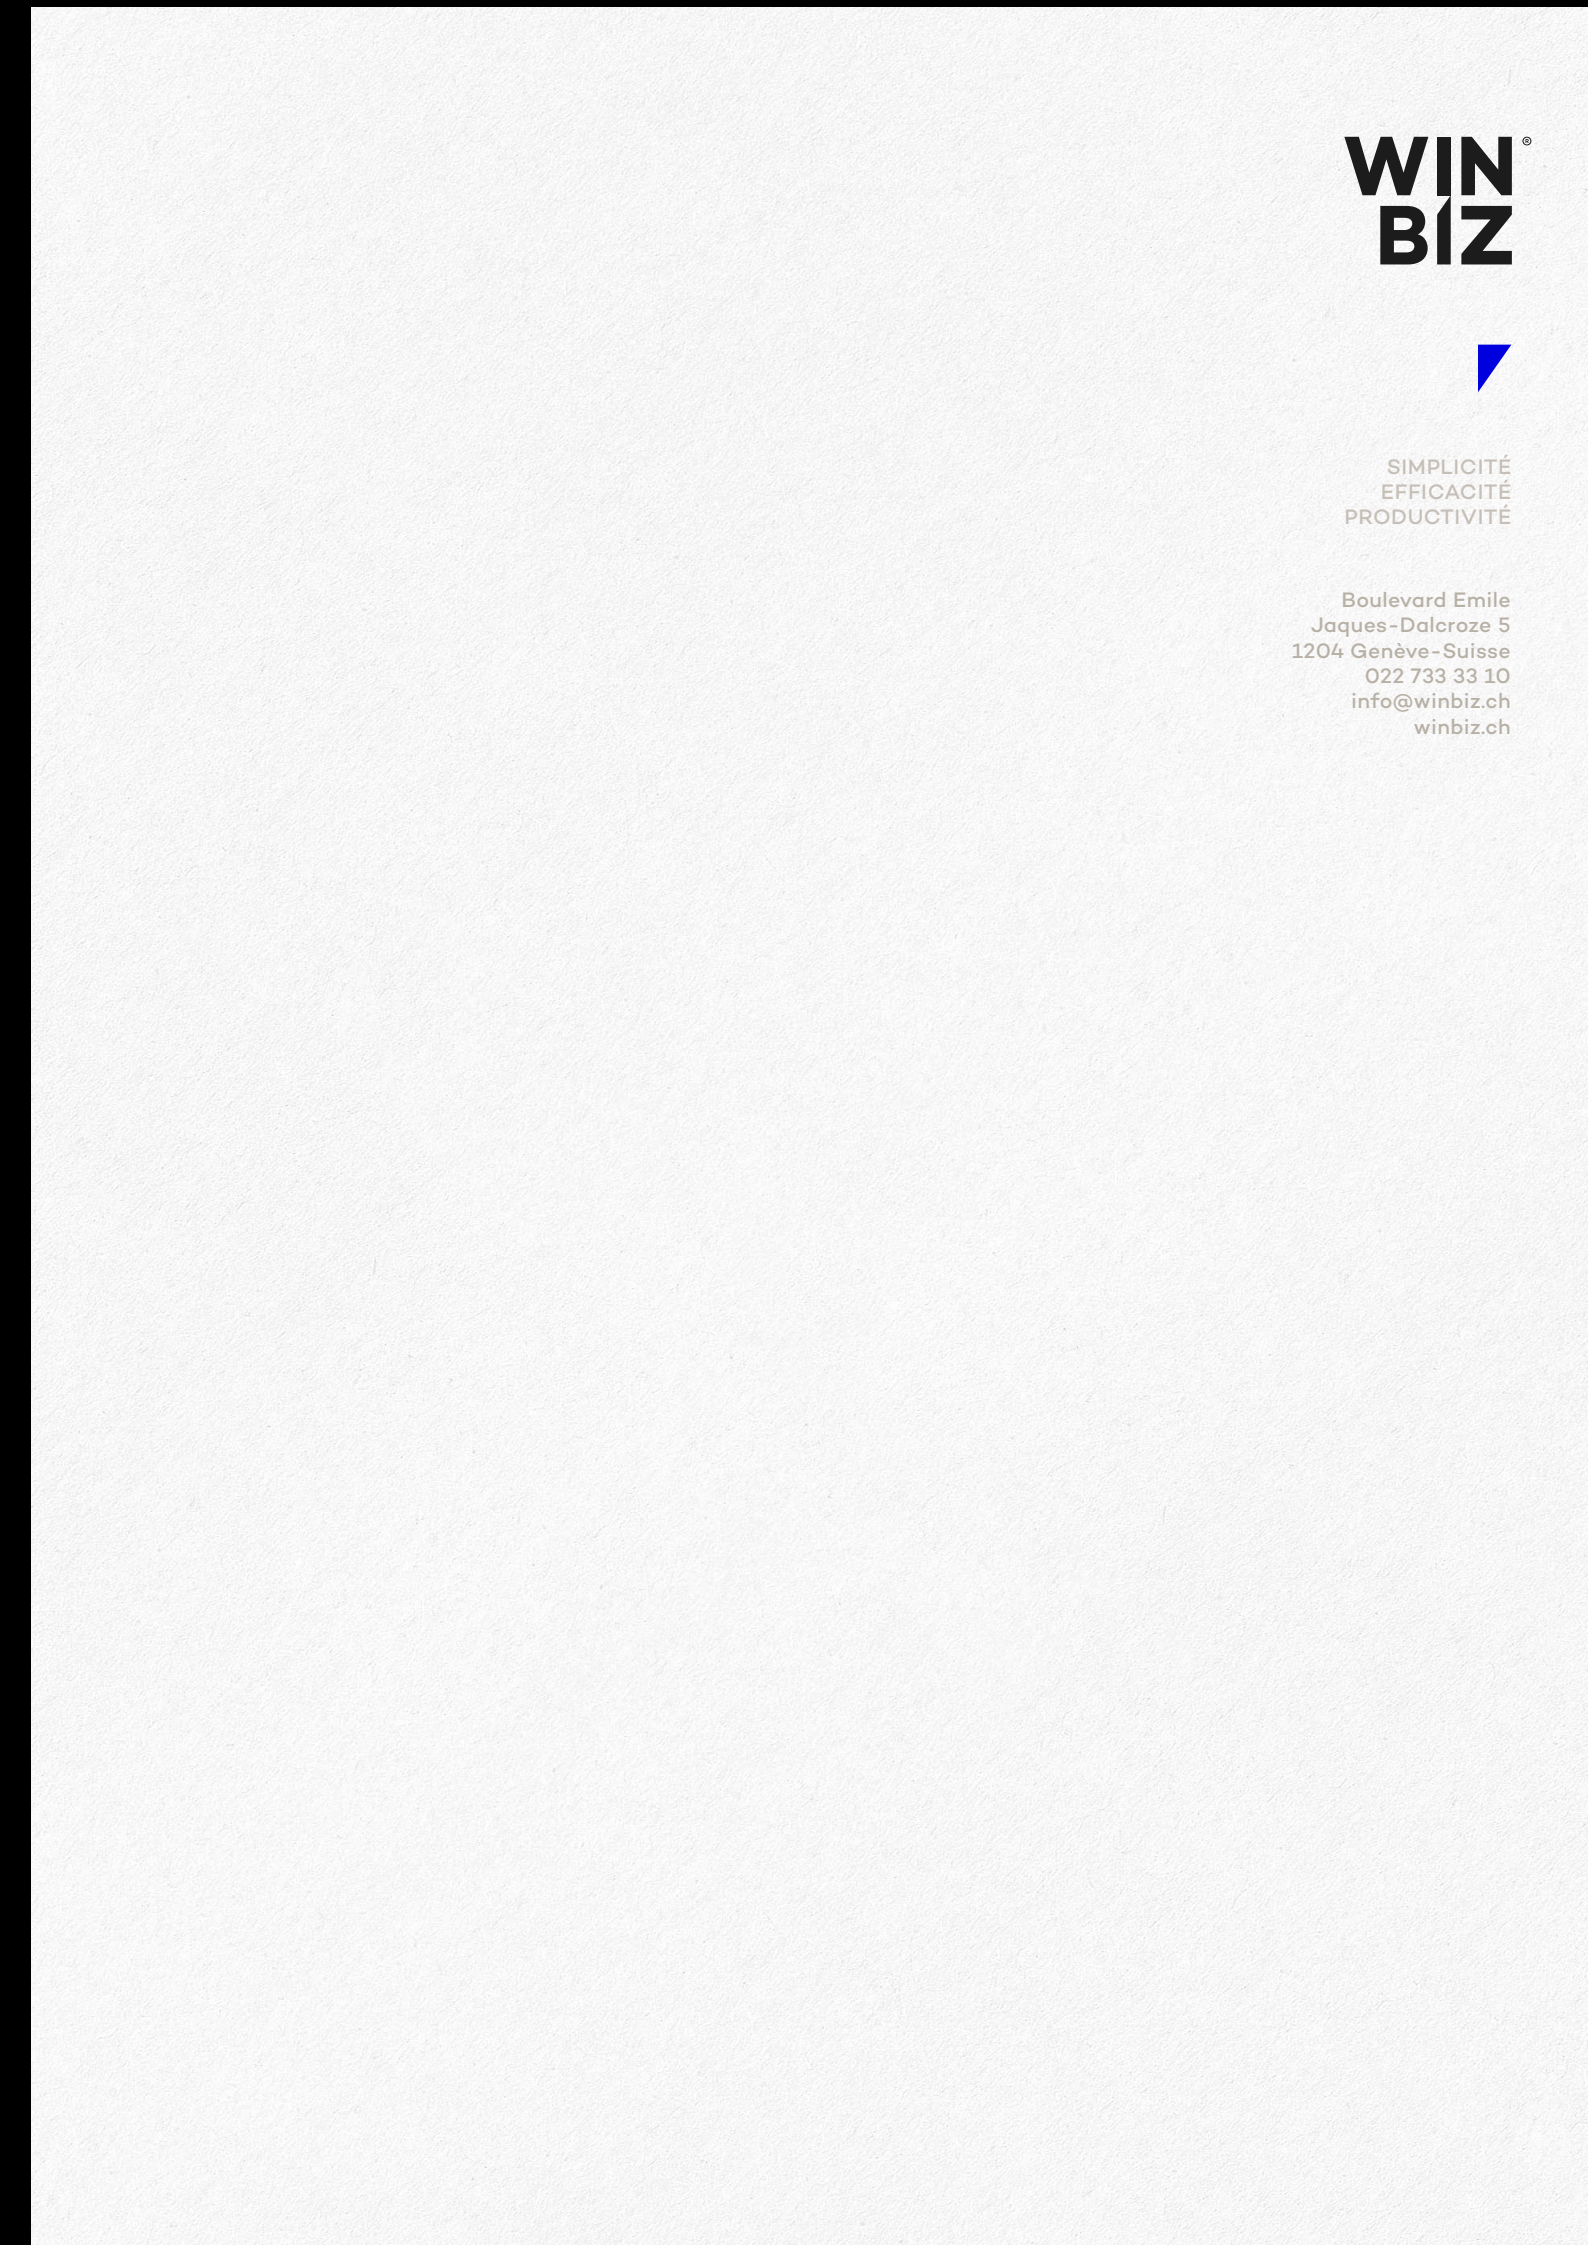 WIN®
BIZ
SIMPLICITÉ
EFFICACITÉ
PRODUCTIVITÉ
Boulevard Emile
Jaques-Dalcroze 5
1204 Genève-Suisse
022 733 33 10
info@winbiz.ch
winbiz.ch